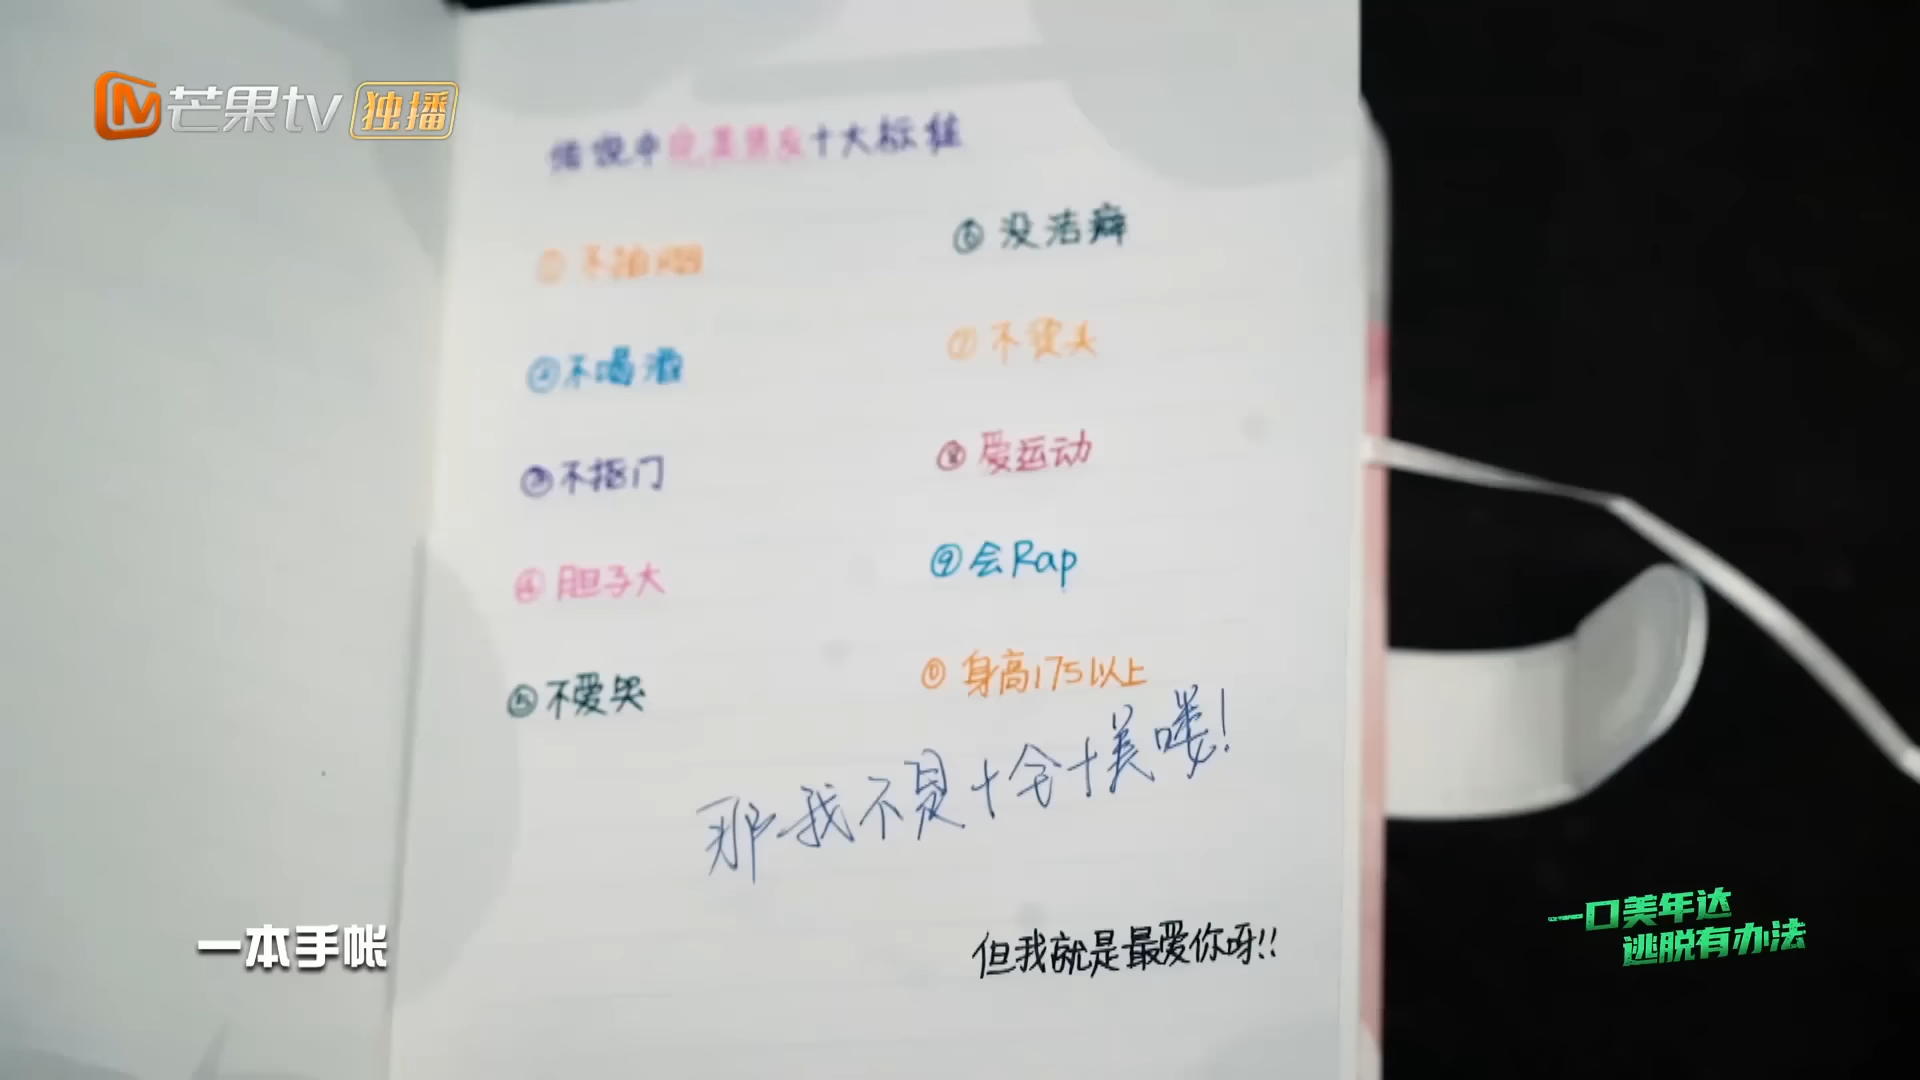 芒果tv 独播
传说中完美男友十大标准
① 不抽烟
② 不喝酒
③ 不抠门
④ 胆子大
⑤ 不爱哭
⑥ 没洁癖
⑦ 不烫头
⑧ 爱运动
⑨ 会Rap
⑩ 身高175以上
那我不是十全十美喽!
但我就是最爱你呀!!
一本手帐
一口美年达
逃脱有办法